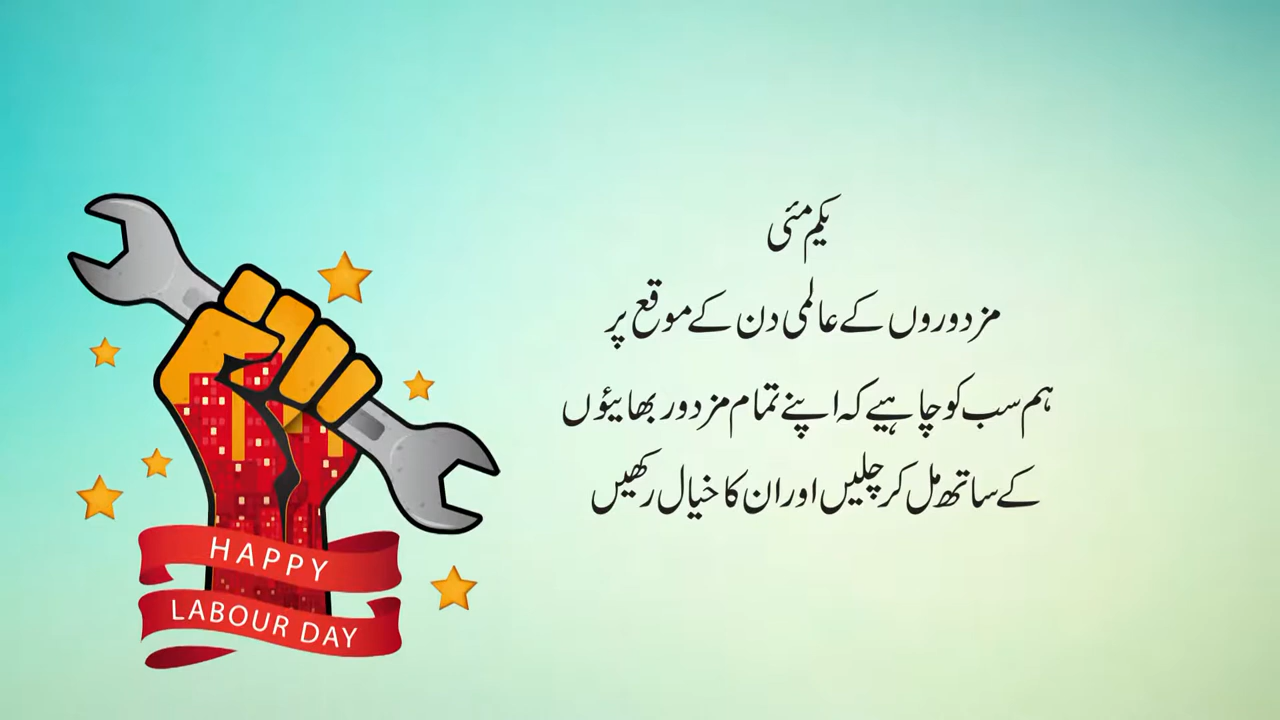 یکم مئی
مزدوروں کے عالمی دن کے موقع پر
ہم سب کو چاہیے کہ اپنے تمام مزدور بھائیوں
کے ساتھ مل کر چلیں اور ان کا خیال رکھیں
HAPPY
LABOUR DAY